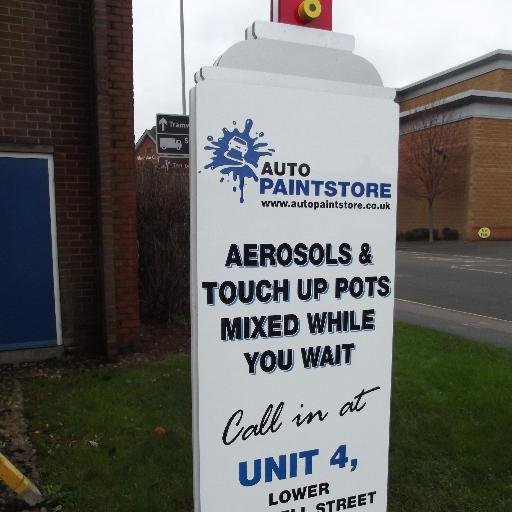 AUTO
PAINTSTORE
www.autopaintstore.co.uk
AEROSOLS &
TOUCH UP POTS
MIXED WHILE
YOU WAIT
Call in at
UNIT 4,
LOWER
STREET